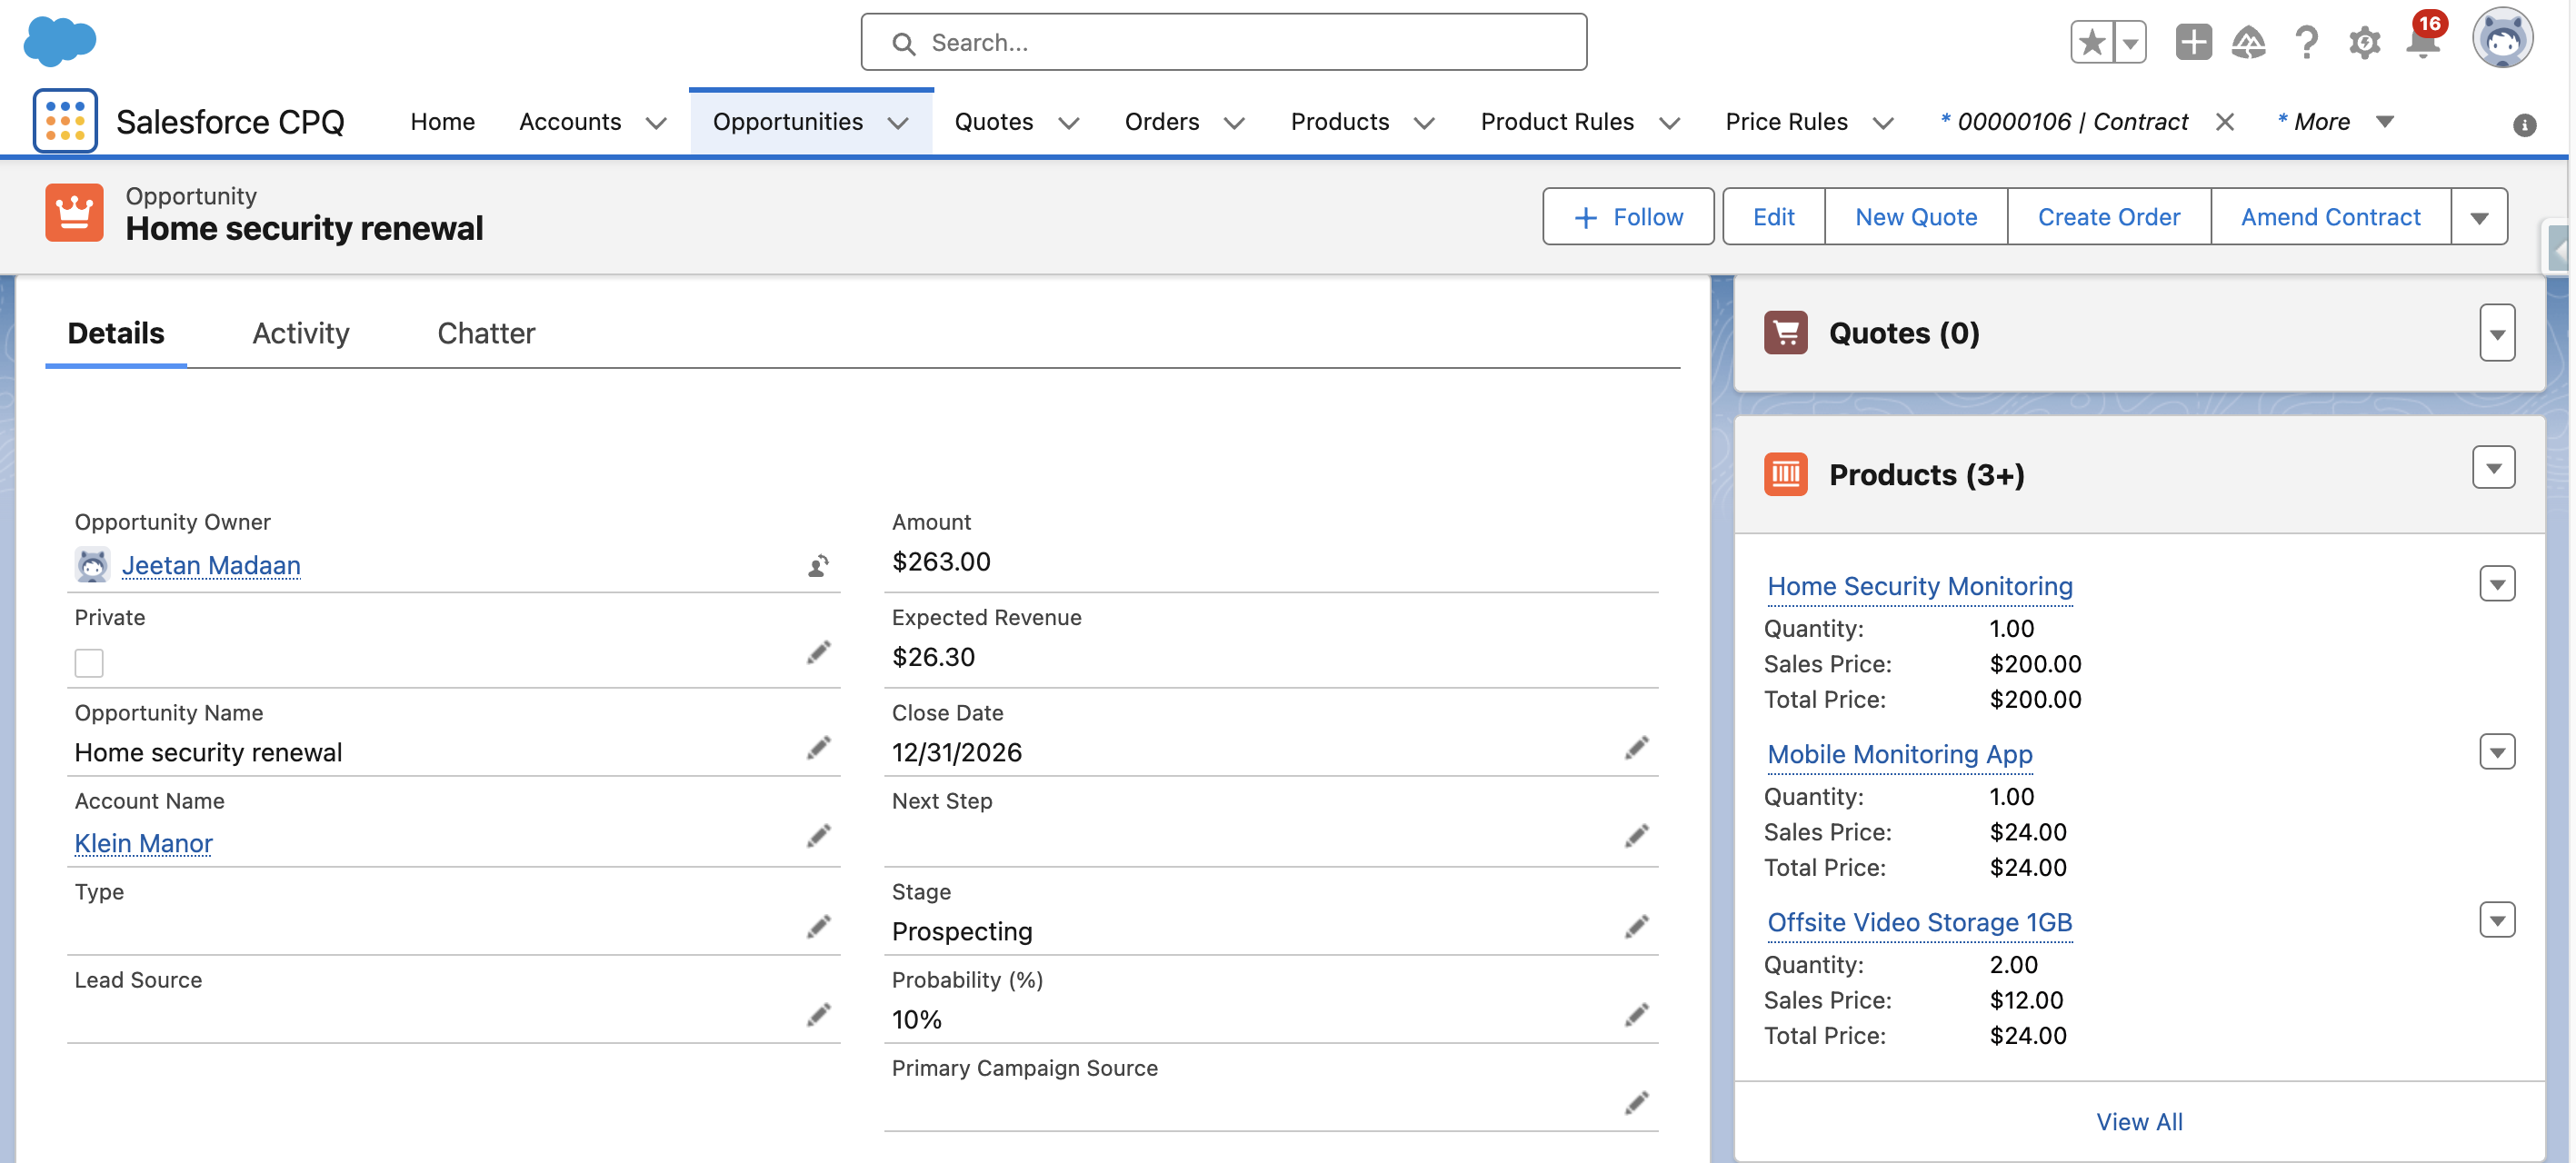 Search...
16
Salesforce CPQ
Home
Accounts
Opportunities
Quotes
Orders
Products
Product Rules
Price Rules
* 00000106 | Contract
* More
Opportunity
Home security renewal
Follow
Edit
New Quote
Create Order
Amend Contract
Details
Activity
Chatter
Opportunity Owner
Jeetan Madaan
Private
Opportunity Name
Home security renewal
Account Name
Klein Manor
Type
Lead Source
Amount
$263.00
Expected Revenue
$26.30
Close Date
12/31/2026
Next Step
Stage
Prospecting
Probability (%)
10%
Primary Campaign Source
Quotes (0)
Products (3+)
Home Security Monitoring
Quantity: 1.00
Sales Price: $200.00
Total Price: $200.00
Mobile Monitoring App
Quantity: 1.00
Sales Price: $24.00
Total Price: $24.00
Offsite Video Storage 1GB
Quantity: 2.00
Sales Price: $12.00
Total Price: $24.00
View All